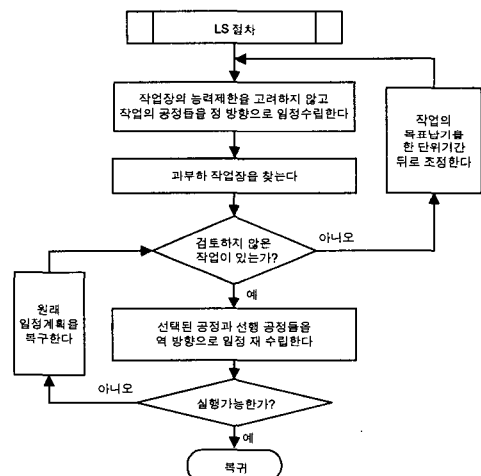 LS 절차
작업장의 능력제한을 고려하지 않고
작업의 공정들을 정 방향으로 일정수립한다
작업의
목표납기를
한 단위기간
뒤로 조정한다
과부하 작업장을 찾는다
검토하지 않은
작업이 있는가?
아니오
예
원래
일정계획을
복구한다
선택된 공정과 선행 공정들을
역 방향으로 일정 재 수립한다
아니오
실행가능한가?
예
복귀